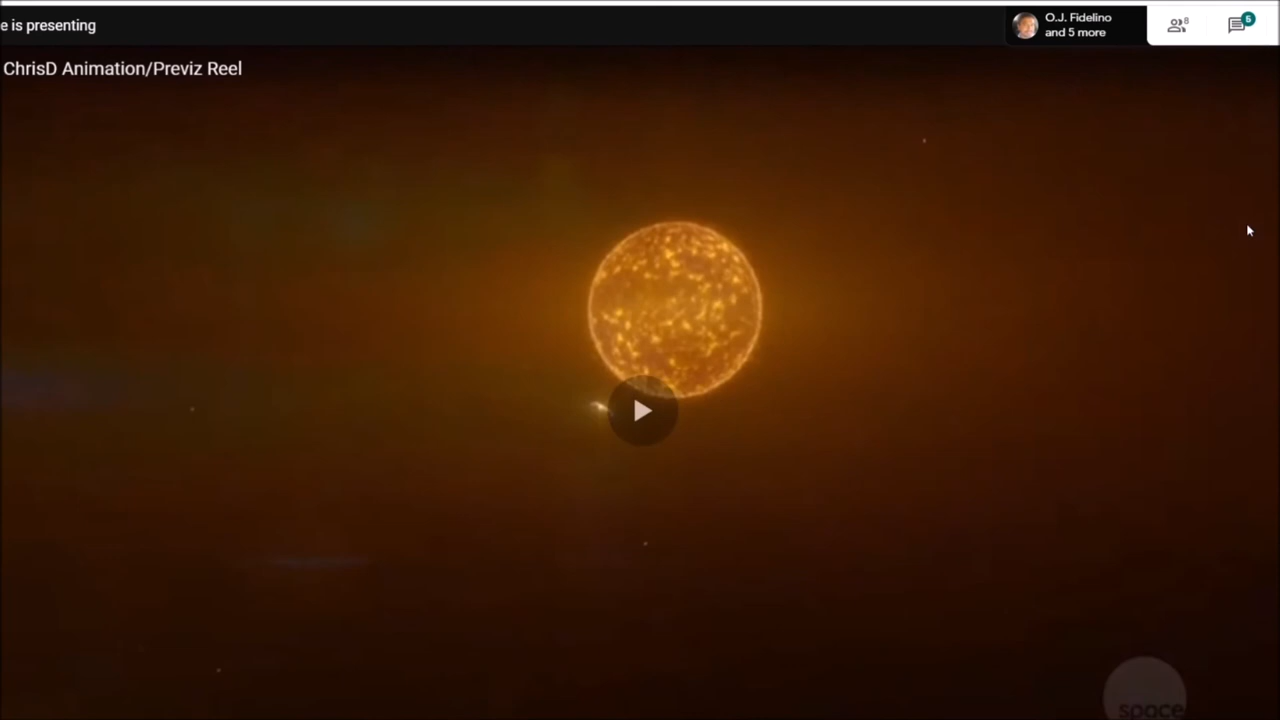 e is presenting
O.J. Fidelino
and 5 more
8
5
ChrisD Animation/Previz Reel
space